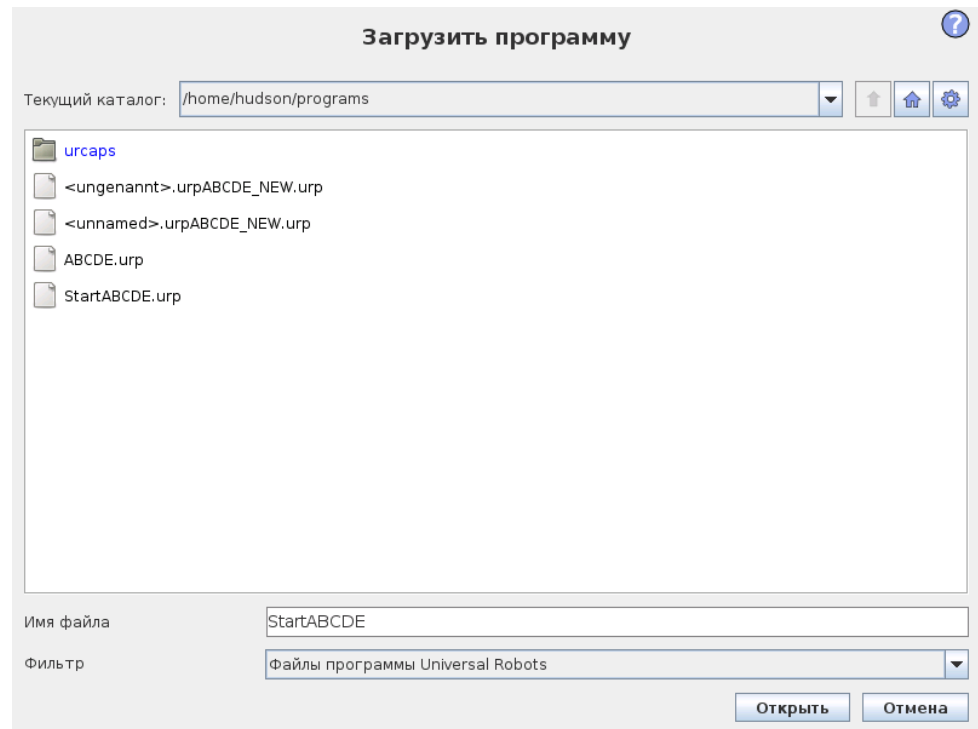 Загрузить программу
?
Текущий каталог: /home/hudson/programs
urcaps
<ungenannt>.urpABCDE_NEW.urp
<unnamed>.urpABCDE_NEW.urp
ABCDE.urp
StartABCDE.urp
Имя файла StartABCDE
Фильтр Файлы программы Universal Robots
Открыть Отмена